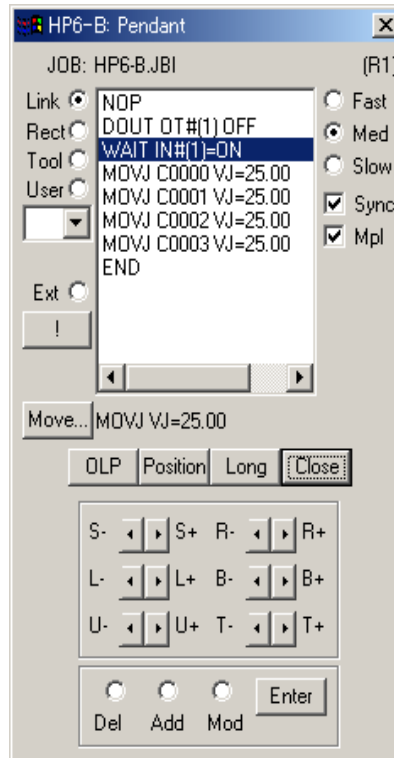 HP6-B: Pendant
JOB: HP6-B.JBI (R1)
Link
Rect
Tool
User
Ext
!
NOP
DOUT OT#(1) OFF
WAIT IN#(1)=ON
MOVJ C0000 VJ=25.00
MOVJ C0001 VJ=25.00
MOVJ C0002 VJ=25.00
MOVJ C0003 VJ=25.00
END
Fast
Med
Slow
Sync
Mpl
Move... MOVJ VJ=25.00
OLP Position Long Close
S- S+ R- R+
L- L+ B- B+
U- U+ T- T+
Del Add Mod Enter